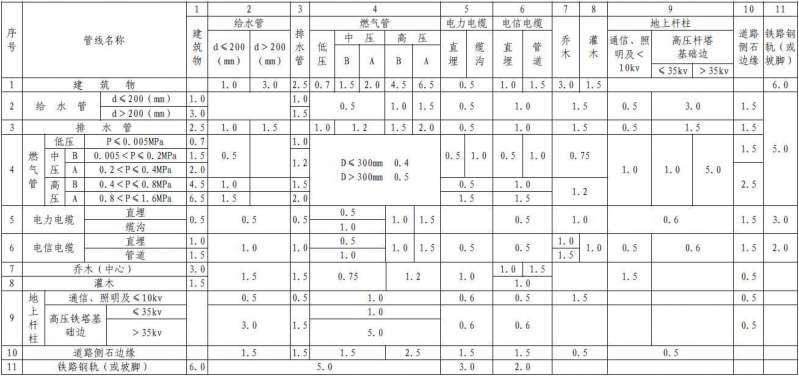 序号 管线名称 1 2 3 4 5 6 7 8 9 10 11
建筑物 给水管 排水管 燃气管 电力电缆 电信电缆 乔木 灌木 地上杆柱 道路侧石边缘 铁路钢轨(或坡脚)
d≤200(mm) d>200(mm) 低压 中压 高压 直埋 缆沟 直埋 管道 通信、照明及<10kv 高压杆塔基础边
B A B A ≤35kv >35kv
1 建筑物 1.0 3.0 2.5 0.7 1.5 2.0 4.5 6.5 0.5 1.0 1.5 3.0 1.5 6.0
2 给水管 d≤200(mm) 1.0 1.0 0.5 1.0 1.5 0.5 1.0 1.5 0.5 3.0 1.5
d>200(mm) 3.0 1.5
3 排水管 2.5 1.0 1.5 1.0 1.2 1.5 2.0 0.5 1.0 1.5 0.5 1.5 1.5
4 燃气管 低压 P≤0.005MPa 0.7 0.5 1.0 D≤300mm 0.4 0.5 1.0 0.5 1.0 0.75 1.0 1.0 5.0 1.5 5.0
中压 B 0.005<P≤0.2MPa 1.5 1.2 D>300mm 0.5
A 0.2<P≤0.4MPa 2.0
高压 B 0.4<P≤0.8MPa 4.5 1.0 1.5 0.5 1.0 1.2 2.5
A 0.8<P≤1.6MPa 6.5 1.5 2.0 1.5 1.5
5 电力电缆 直埋 0.5 0.5 0.5 0.5 1.0 1.5 0.5 1.0 0.6 1.5 3.0
缆沟 1.0
6 电信电缆 直埋 1.0 1.0 1.0 0.5 1.0 1.5 0.5 0.5 1.0 1.0 0.5 0.6 1.5 2.0
管道 1.5 1.0 1.5
7 乔木(中心) 3.0 1.5 1.5 0.75 1.2 1.0 1.0 1.5 1.5 0.5
8 灌木 1.5 1.0
9 地上杆柱 通信、照明及≤10kv 0.5 0.5 1.0 0.6 0.5 1.5 0.5
高压铁塔基础边 ≤35kv 3.0 1.5 1.0 0.6 0.6
>35kv 5.0
10 道路侧石边缘 1.5 1.5 1.5 2.5 1.5 1.5 0.5 0.5
11 铁路钢轨(或坡脚) 6.0 5.0 3.0 2.0